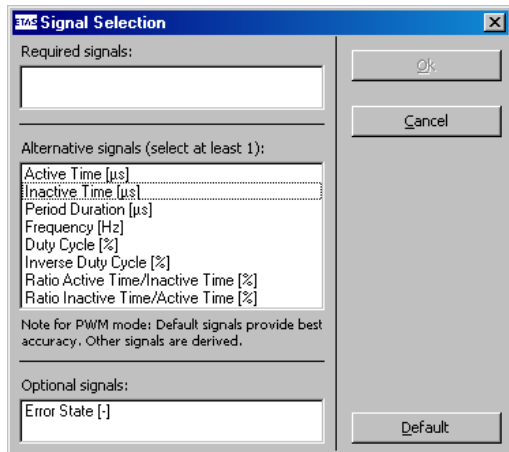 ETAS Signal Selection
Required signals:
Ok
Cancel
Alternative signals (select at least 1):
Active Time [µs]
Inactive Time [µs]
Period Duration [µs]
Frequency [Hz]
Duty Cycle [%]
Inverse Duty Cycle [%]
Ratio Active Time/Inactive Time [%]
Ratio Inactive Time/Active Time [%]
Note for PWM mode: Default signals provide best
accuracy. Other signals are derived.
Optional signals:
Error State [-]
Default